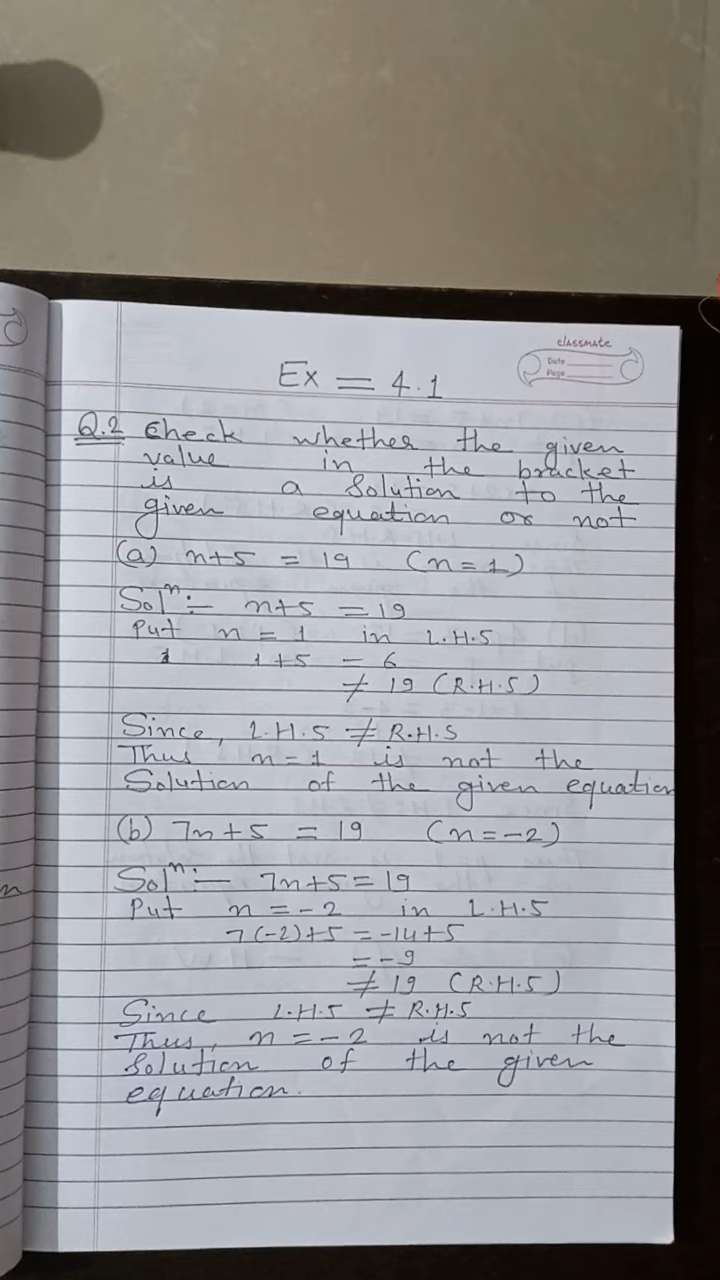 classmate
Date
Page
Ex = 4.1
Q.2 Check whether the given
value in the bracket
is a Solution to the
given equation or not
(a) n+5 = 19 (n=1)
Solⁿ:- n+5 = 19
Put n = 1 in L.H.S
1+5 = 6
≠ 19 (R.H.S)
Since, L.H.S ≠ R.H.S
Thus n=1 is not the
Solution of the given equation
(b) 7n+5 = 19 (n=-2)
Solⁿ:- 7n+5=19
Put n = -2 in L.H.S
7(-2)+5 = -14+5
= -9
≠ 19 (R.H.S)
Since L.H.S ≠ R.H.S
Thus, n = -2 is not the
Solution of the given
equation.